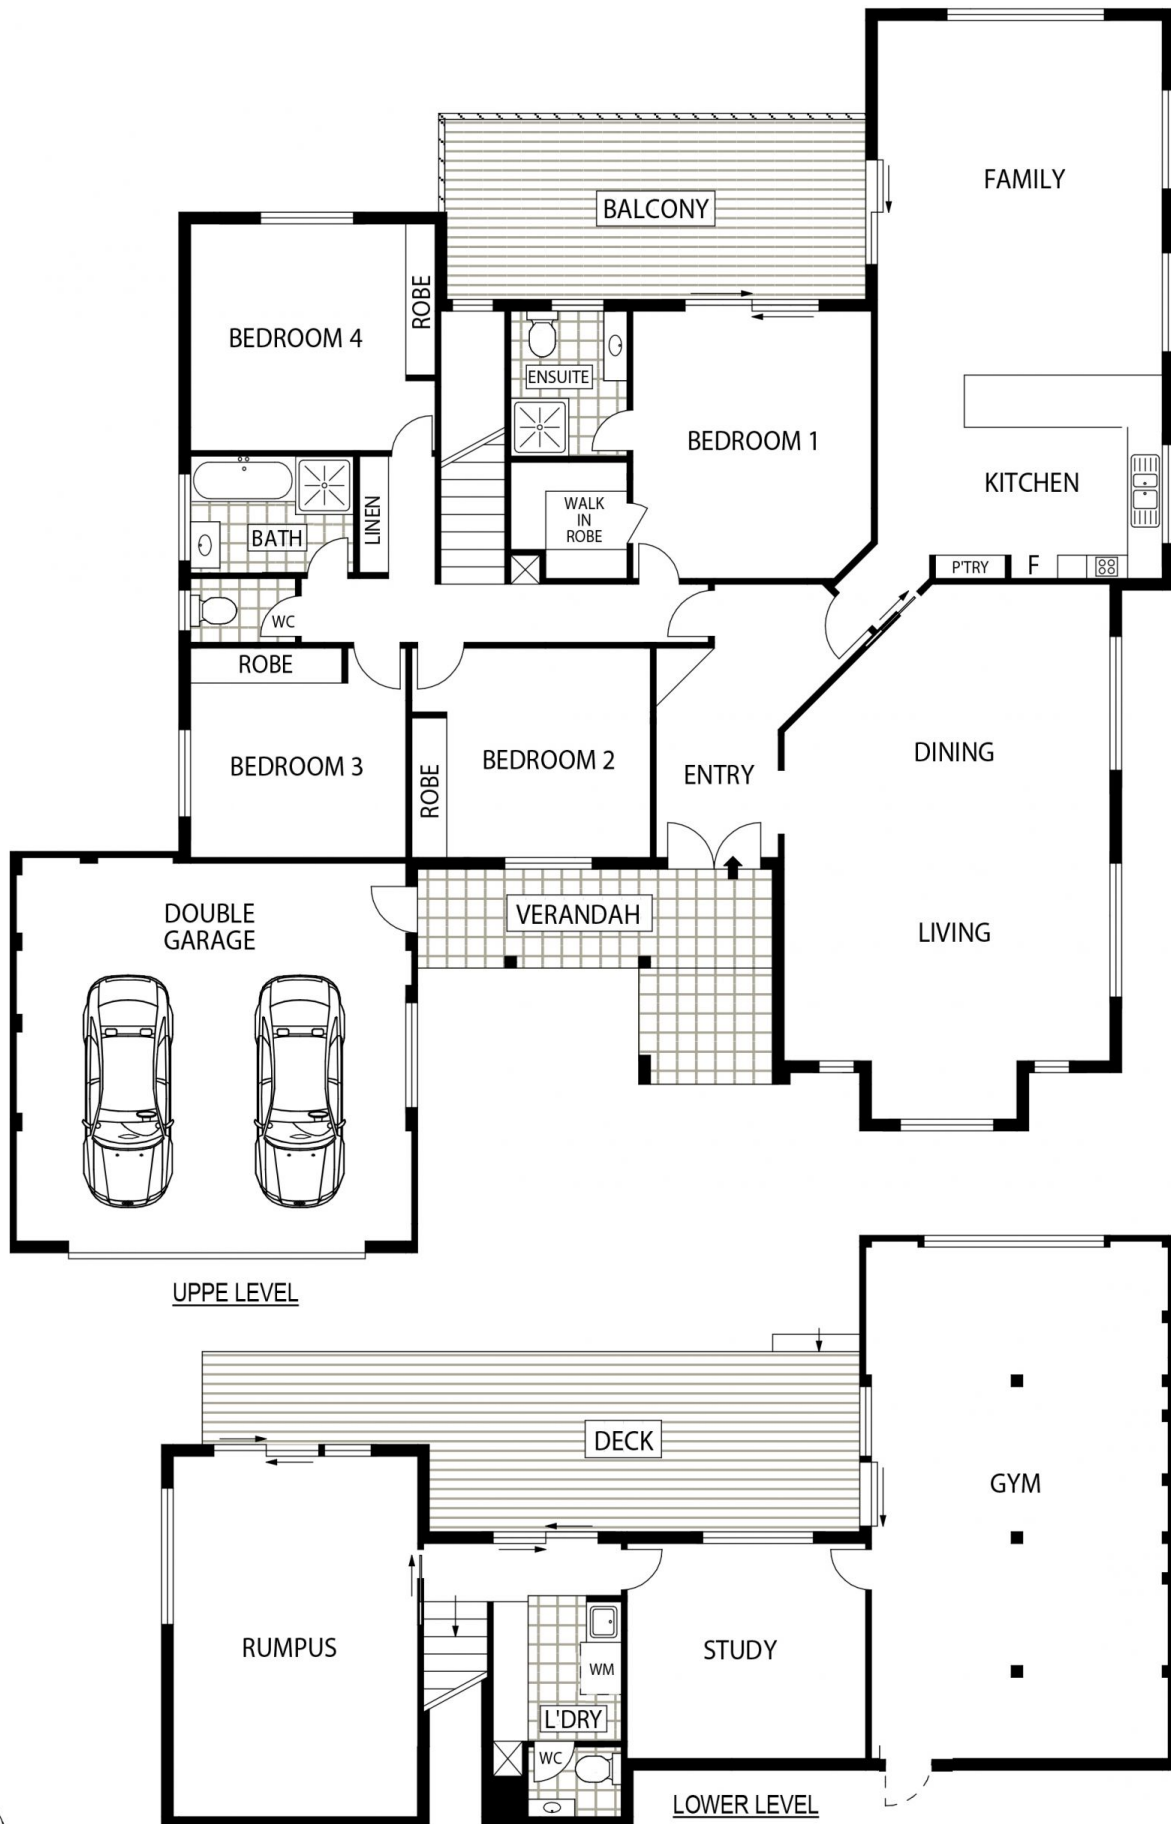 FAMILY
BALCONY
BEDROOM 4
ROBE
ENSUITE
BEDROOM 1
KITCHEN
WALK
IN
ROBE
LINEN
BATH
P'TRY
F
WC
ROBE
BEDROOM 3
ROBE
BEDROOM 2
ENTRY
DINING
DOUBLE
GARAGE
VERANDAH
LIVING
UPPE LEVEL
DECK
GYM
RUMPUS
STUDY
WM
L'DRY
WC
LOWER LEVEL